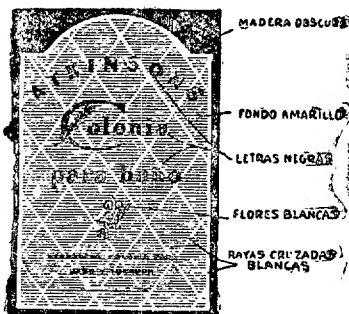 MADERA OBSCURA
ATKINSONS
FONDO AMARILLO
Colonia
LETRAS NEGRAS
para baño
FLORES BLANCAS
RAYAS CRUZADAS
BLANCAS